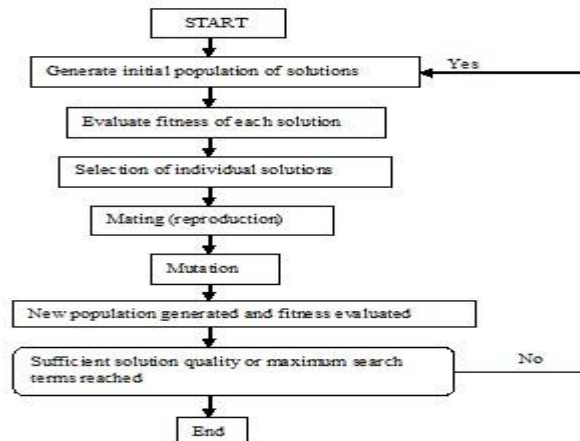 START
Generate initial population of solutions
Yes
Evaluate fitness of each solution
Selection of individual solutions
Mating (reproduction)
Mutation
New population generated and fitness evaluated
Sufficient solution quality or maximum search
terms reached
No
End